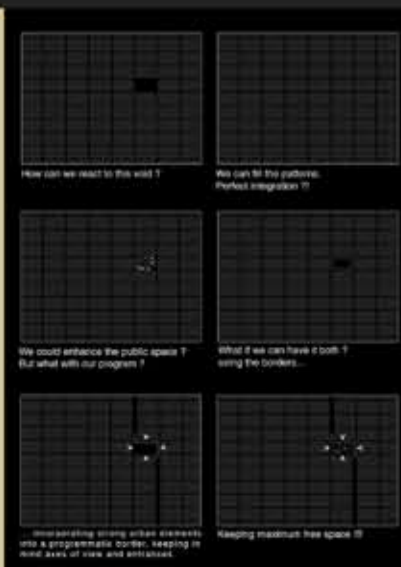 How can we react to this void ?
We can fill the patterns.
Perfect integration ?!
We could enhance the public space ?
But what with our program ?
What if we can have it both ?
using the borders...
... incorporating strong urban elements
into a programmatic border, keeping in
mind axes of view and entrances.
Keeping maximum free space !!!